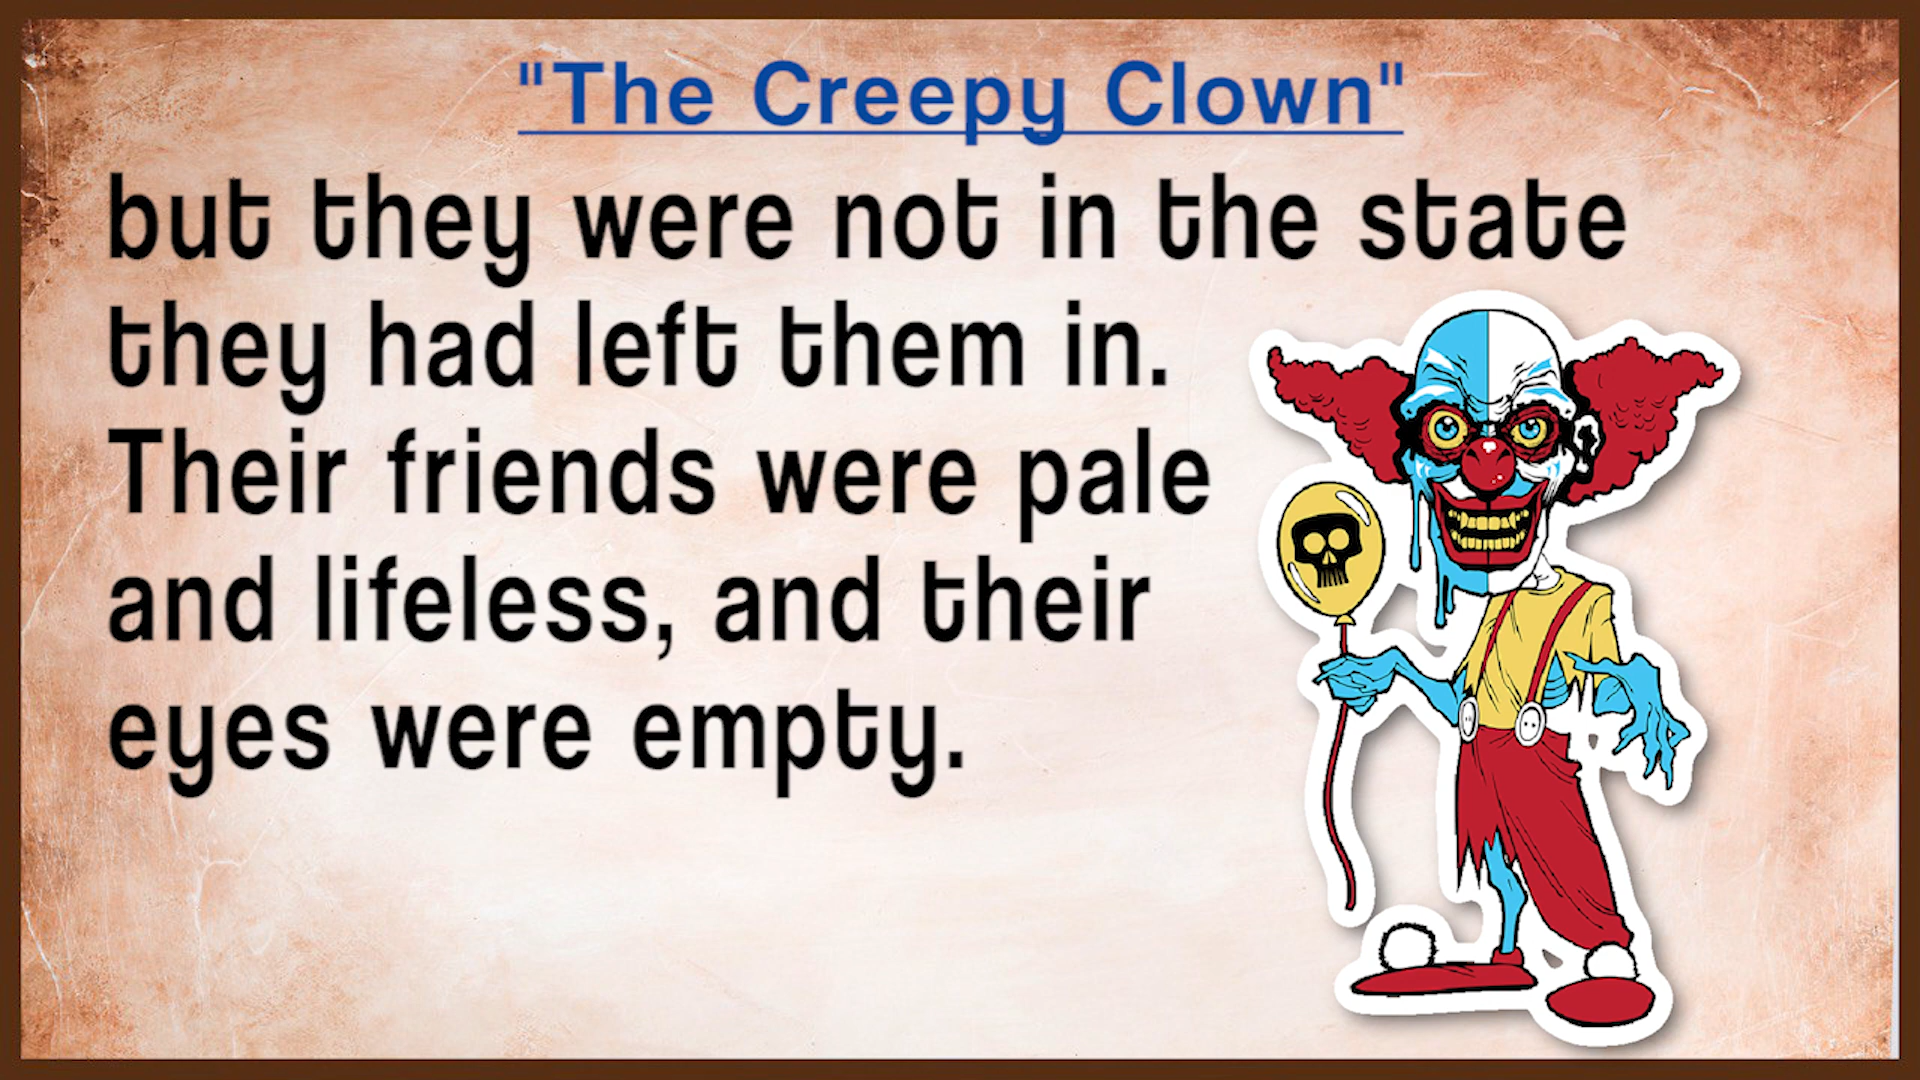 "The Creepy Clown"
but they were not in the state
they had left them in.
Their friends were pale
and lifeless, and their
eyes were empty.